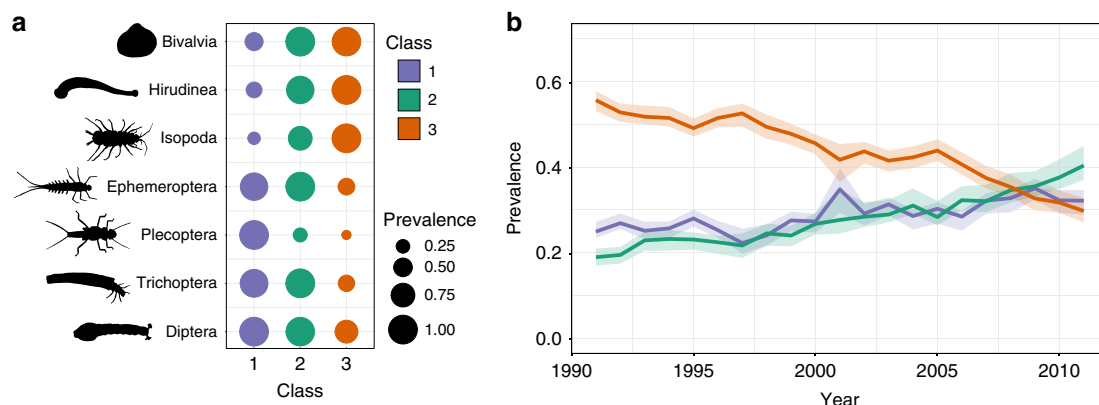 a
Bivalvia
Hirudinea
Isopoda
Ephemeroptera
Plecoptera
Trichoptera
Diptera
1 2 3
Class
Class
1
2
3
Prevalence
0.25
0.50
0.75
1.00
b
Prevalence
0.6
0.4
0.2
0.0
1990 1995 2000 2005 2010
Year